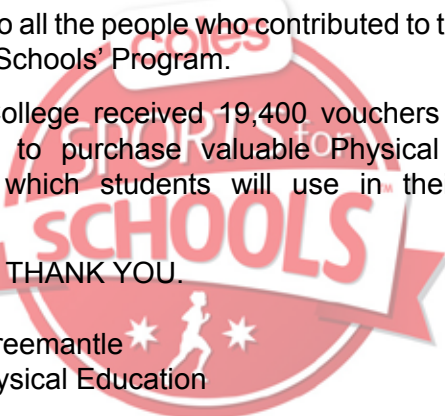 o all the people who contributed to t
coles
Schools' Program.
SPORTS for
ollege received 19,400 vouchers
to purchase valuable Physical
which students will use in the
SCHOOLS
THANK YOU.
reemantle
ysical Education